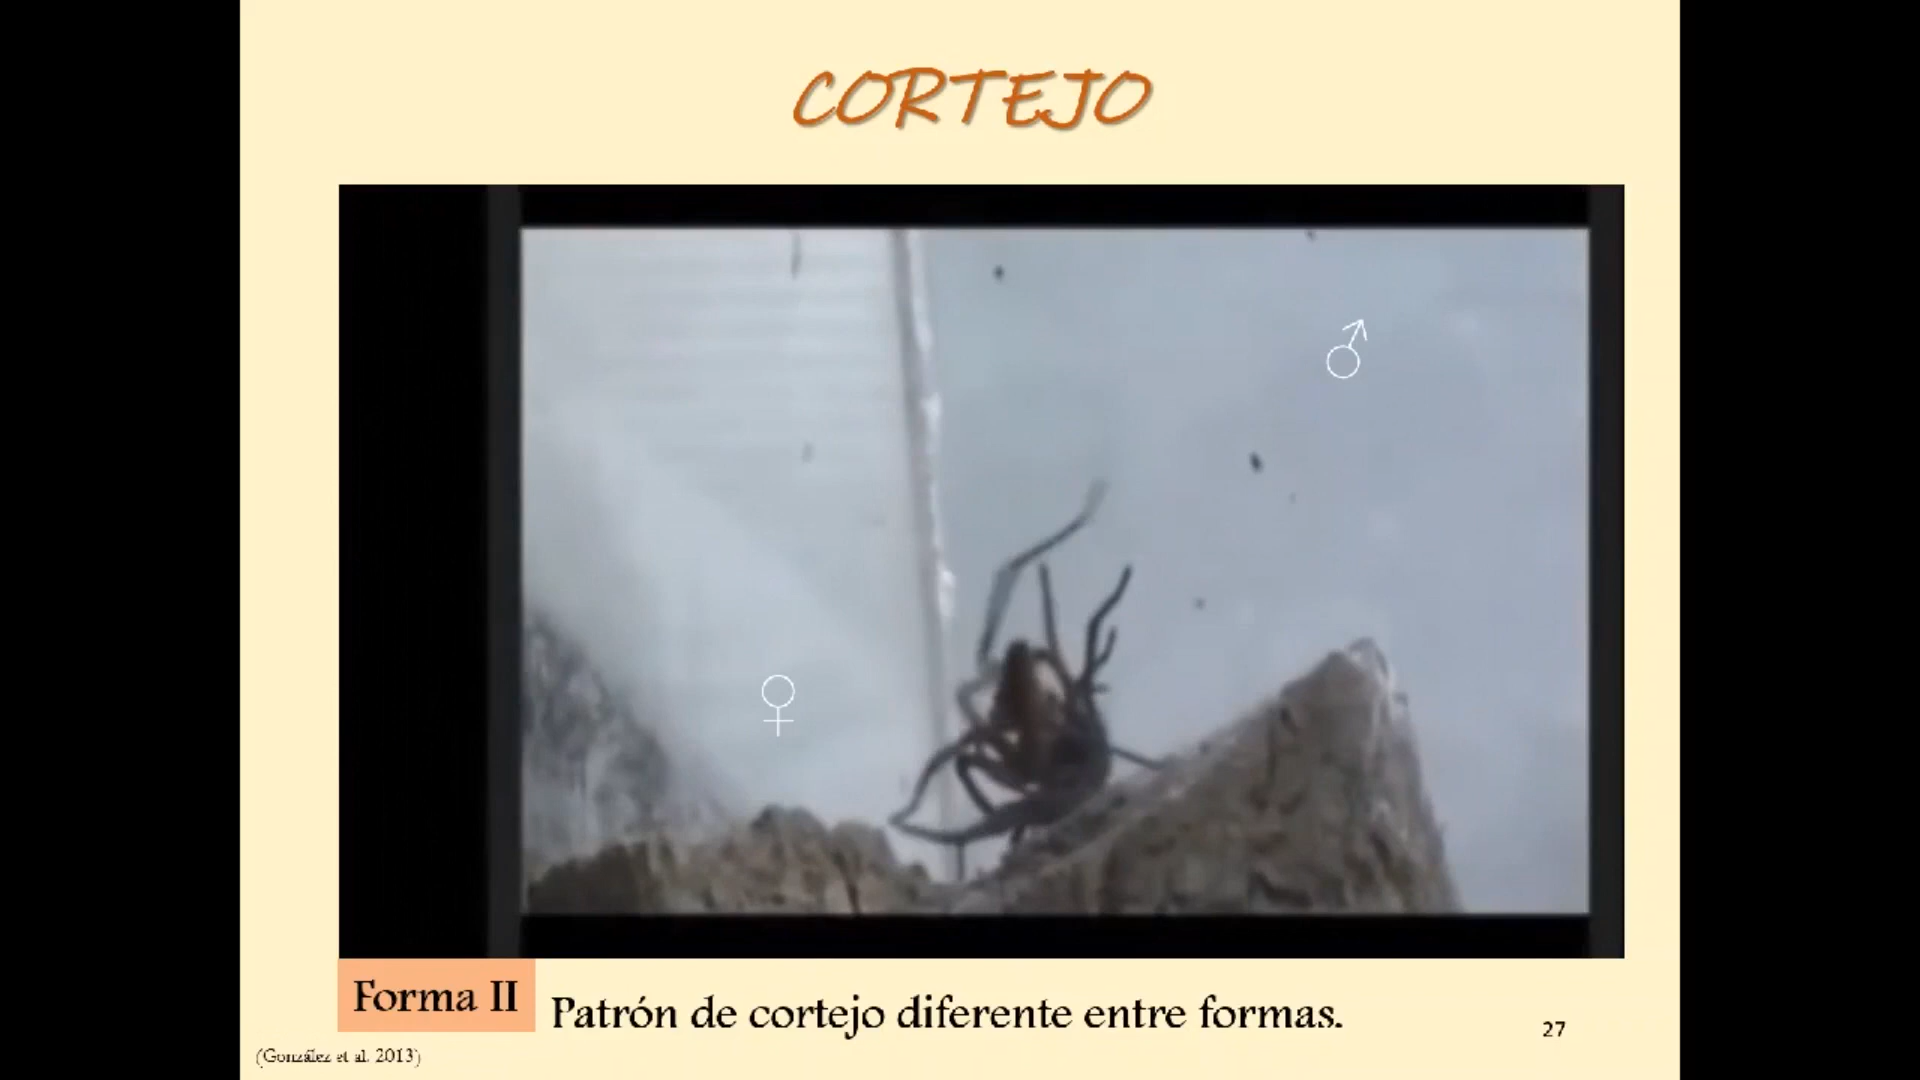 CORTEJO
♂
♀
Forma II
Patrón de cortejo diferente entre formas.
27
(González et al. 2013)